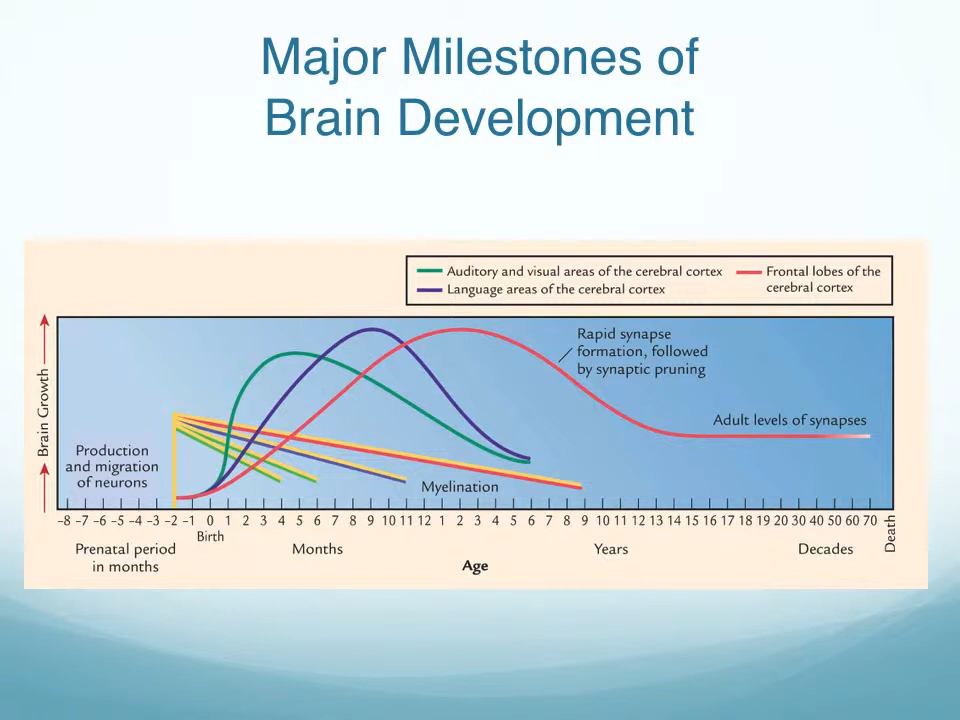 Major Milestones of
Brain Development
Auditory and visual areas of the cerebral cortex
Language areas of the cerebral cortex
Frontal lobes of the
cerebral cortex
Brain Growth
Rapid synapse
formation, followed
by synaptic pruning
Adult levels of synapses
Production
and migration
of neurons
Myelination
–8 –7 –6 –5 –4 –3 –2 –1 0 1 2 3 4 5 6 7 8 9 10 11 12 1 2 3 4 5 6 7 8 9 10 11 12 13 14 15 16 17 18 19 20 30 40 50 60 70
Death
Birth
Prenatal period
in months
Months
Years
Decades
Age